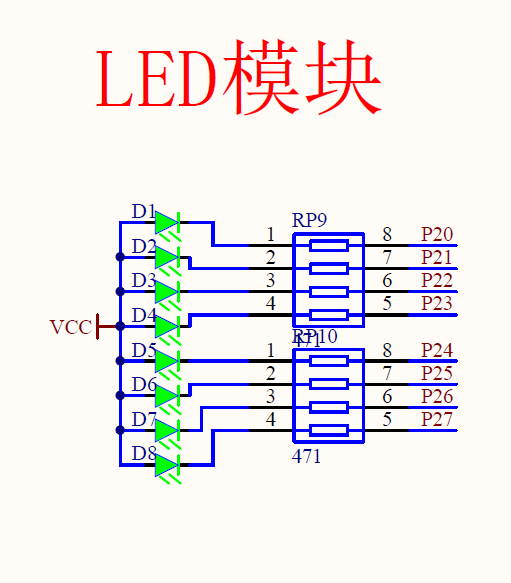 LED模块
D1
RP9
1 8 P20
D2
2 7 P21
D3
3 6 P22
D4
4 5 P23
VCC
471
RP10
D5
1 8 P24
D6
2 7 P25
D7
3 6 P26
4 5 P27
D8
471